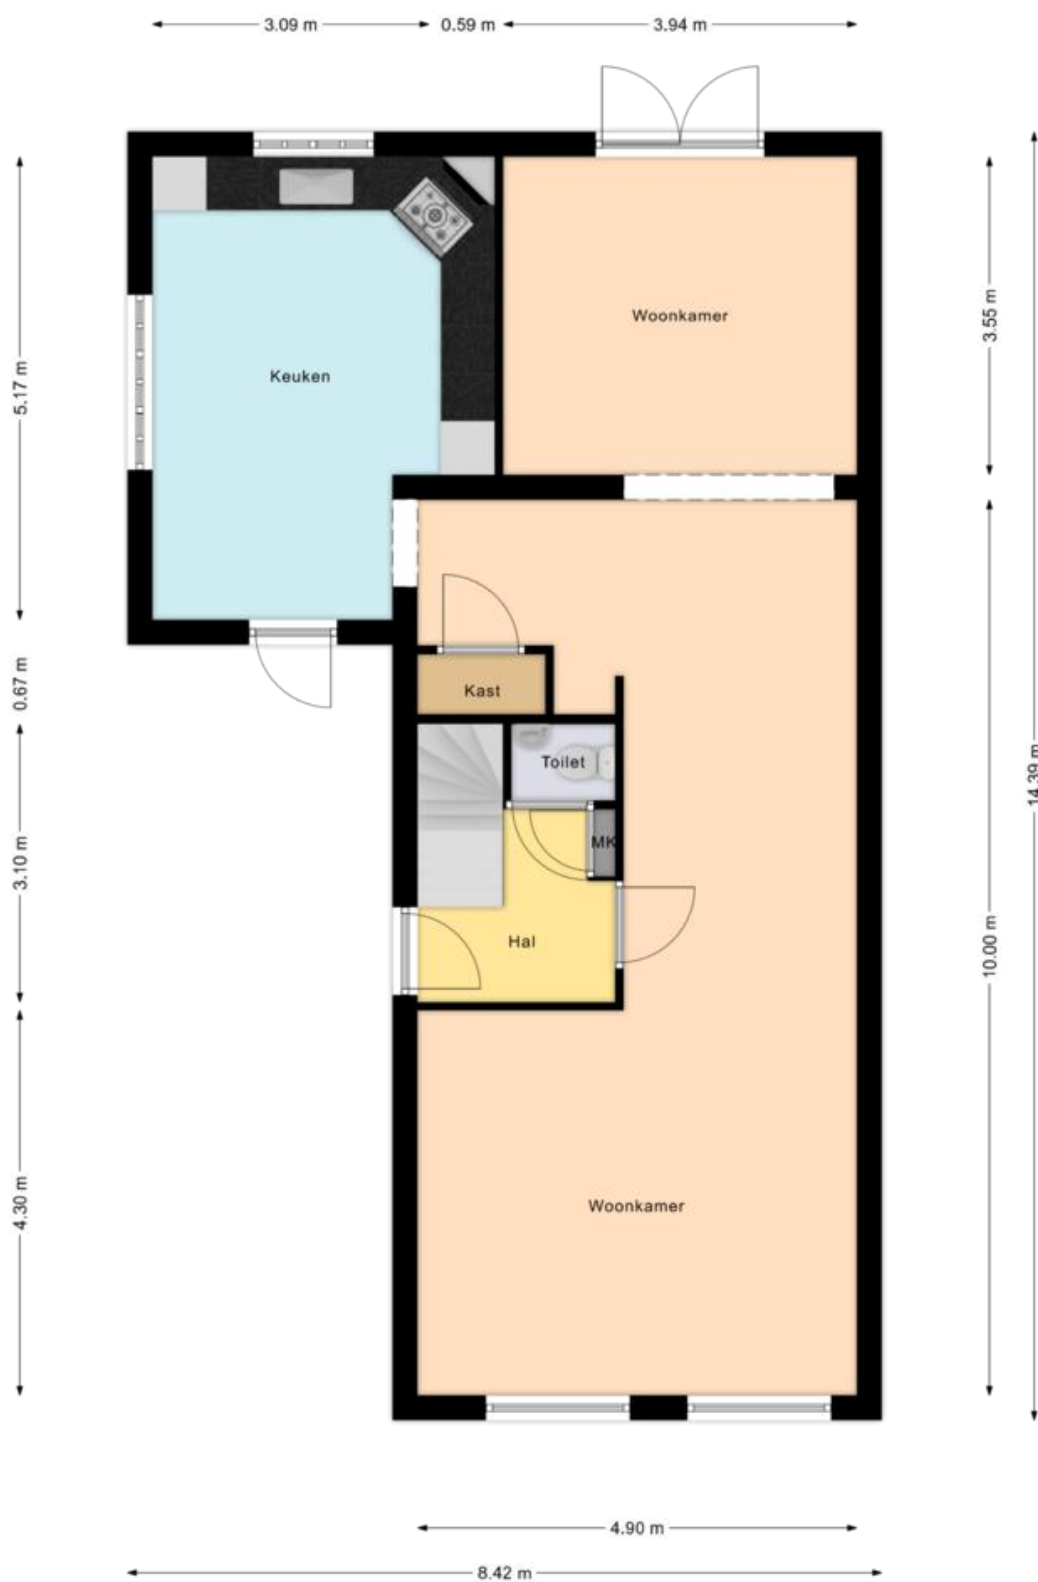 3.09 m
0.59 m
3.94 m
Woonkamer
3.55 m
Keuken
5.17 m
0.67 m
Kast
Toilet
14.39 m
MK
3.10 m
Hal
10.00 m
4.30 m
Woonkamer
4.90 m
8.42 m